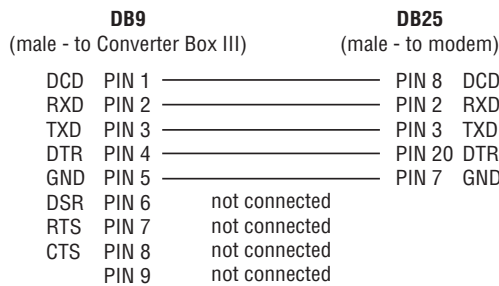 DB9 DB25
(male - to Converter Box III) (male - to modem)
DCD PIN 1 PIN 8 DCD
RXD PIN 2 PIN 2 RXD
TXD PIN 3 PIN 3 TXD
DTR PIN 4 PIN 20 DTR
GND PIN 5 PIN 7 GND
DSR PIN 6 not connected
RTS PIN 7 not connected
CTS PIN 8 not connected
PIN 9 not connected